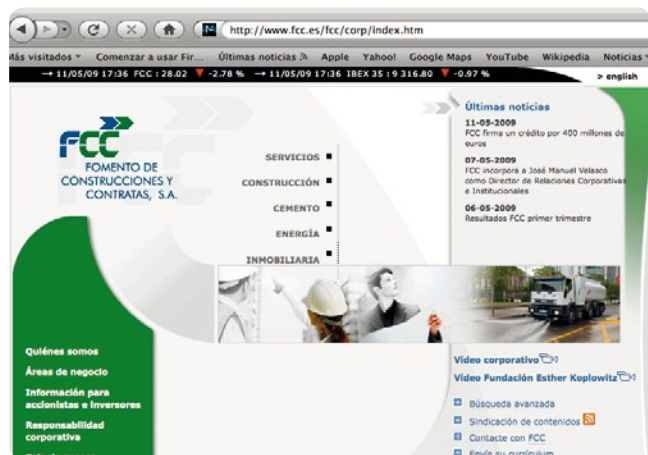 http://www.fcc.es/fcc/corp/index.htm
Más visitados Comenzar a usar Fir... Últimas noticias Apple Yahoo! Google Maps YouTube Wikipedia Noticias
→ 11/05/09 17:36 FCC : 28.02 ▼ -2.78 % → 11/05/09 17:36 IBEX 35 : 9 316.80 ▼ -0.97 %
> english
FCC
FOMENTO DE
CONSTRUCCIONES Y
CONTRATAS, S.A.
SERVICIOS
CONSTRUCCIÓN
CEMENTO
ENERGÍA
INMOBILIARIA
Últimas noticias
11-05-2009
FCC firma un crédito por 400 millones de
euros
07-05-2009
FCC incorpora a José Manuel Velasco
como Director de Relaciones Corporativas
e Institucionales
06-05-2009
Resultados FCC primer trimestre
Quiénes somos
Áreas de negocio
Información para
accionistas e inversores
Responsabilidad
corporativa
Vídeo corporativo
Vídeo Fundación Esther Koplowitz
Búsqueda avanzada
Sindicación de contenidos
Contacte con FCC
Envíe su currículum